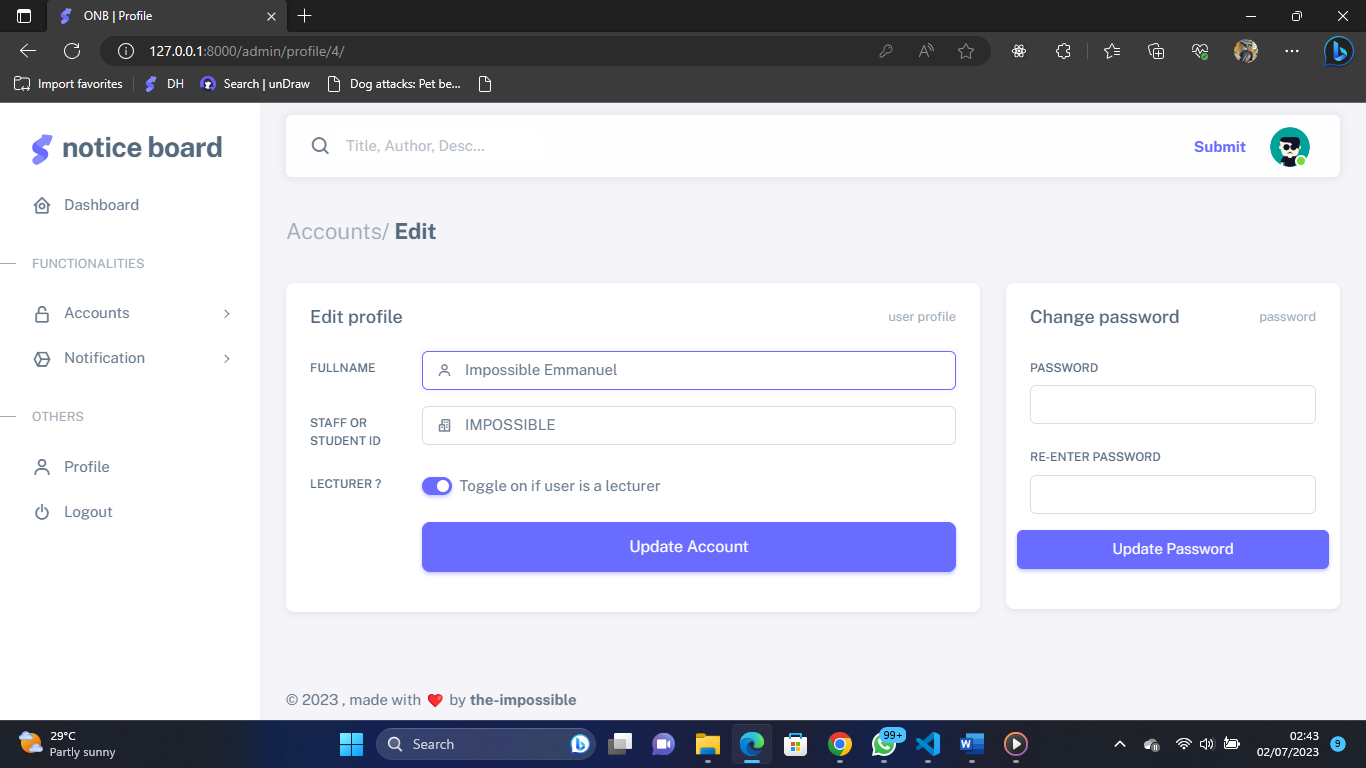 ONB | Profile
127.0.0.1:8000/admin/profile/4/
Import favorites
DH
Search | unDraw
Dog attacks: Pet be...
notice board
Title, Author, Desc...
Submit
Dashboard
Accounts/ Edit
FUNCTIONALITIES
Accounts
Notification
OTHERS
Profile
Logout
Edit profile
user profile
FULLNAME
Impossible Emmanuel
STAFF OR
STUDENT ID
IMPOSSIBLE
LECTURER ?
Toggle on if user is a lecturer
Update Account
Change password
password
PASSWORD
RE-ENTER PASSWORD
Update Password
© 2023 , made with ❤️ by the-impossible
29°C
Partly sunny
Search
99+
02:43
02/07/2023
9